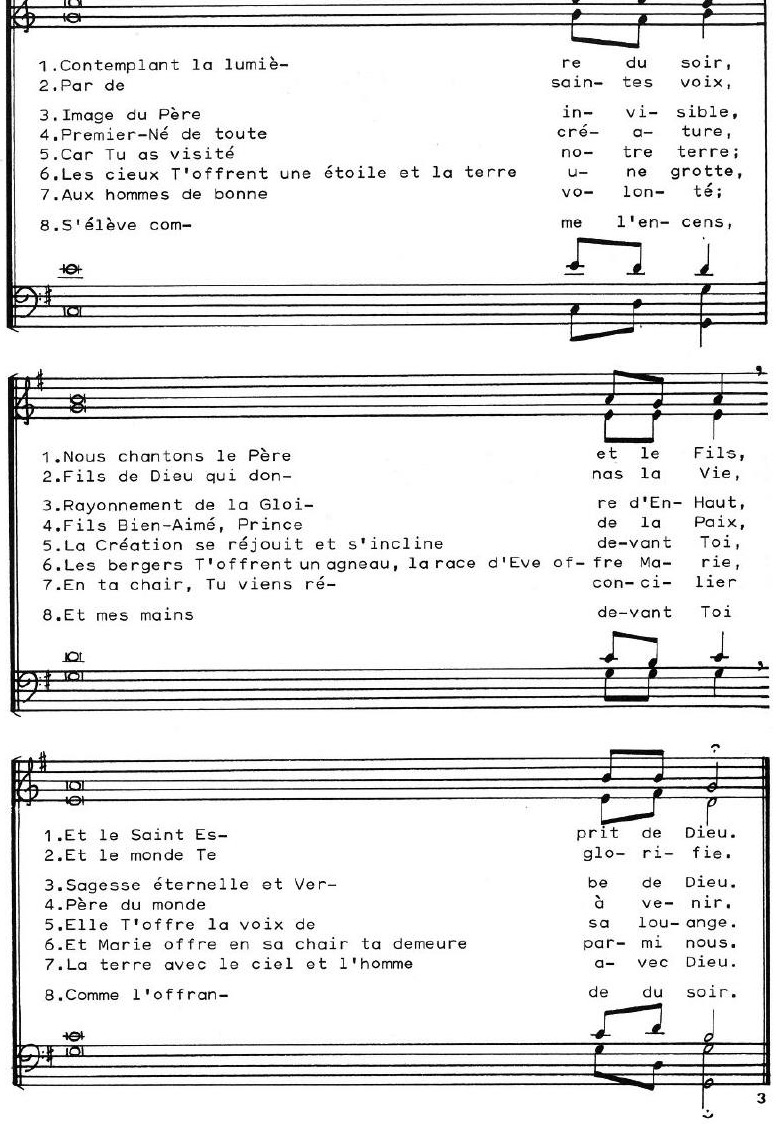 1.Contemplant la lumiè- re du soir,
2.Par de sain- tes voix,
3.Image du Père in- vi- sible,
4.Premier-Né de toute cré- a- ture,
5.Car Tu as visité no- tre terre;
6.Les cieux T'offrent une étoile et la terre u- ne grotte,
7.Aux hommes de bonne vo- lon- té;
8.S'élève com- me l'en- cens,
1.Nous chantons le Père et le Fils,
2.Fils de Dieu qui don- nas la Vie,
3.Rayonnement de la Gloi- re d'En- Haut,
4.Fils Bien-Aimé, Prince de la Paix,
5.La Création se réjouit et s'incline de-vant Toi,
6.Les bergers T'offrent un agneau, la race d'Eve of- fre Ma- rie,
7.En ta chair, Tu viens ré- con- ci- lier
8.Et mes mains de-vant Toi
1.Et le Saint Es- prit de Dieu.
2.Et le monde Te glo- ri- fie.
3.Sagesse éternelle et Ver- be de Dieu.
4.Père du monde à ve- nir.
5.Elle T'offre la voix de sa lou- ange.
6.Et Marie offre en sa chair ta demeure par- mi nous.
7.La terre avec le ciel et l'homme a- vec Dieu.
8.Comme l'offran- de du soir.
3